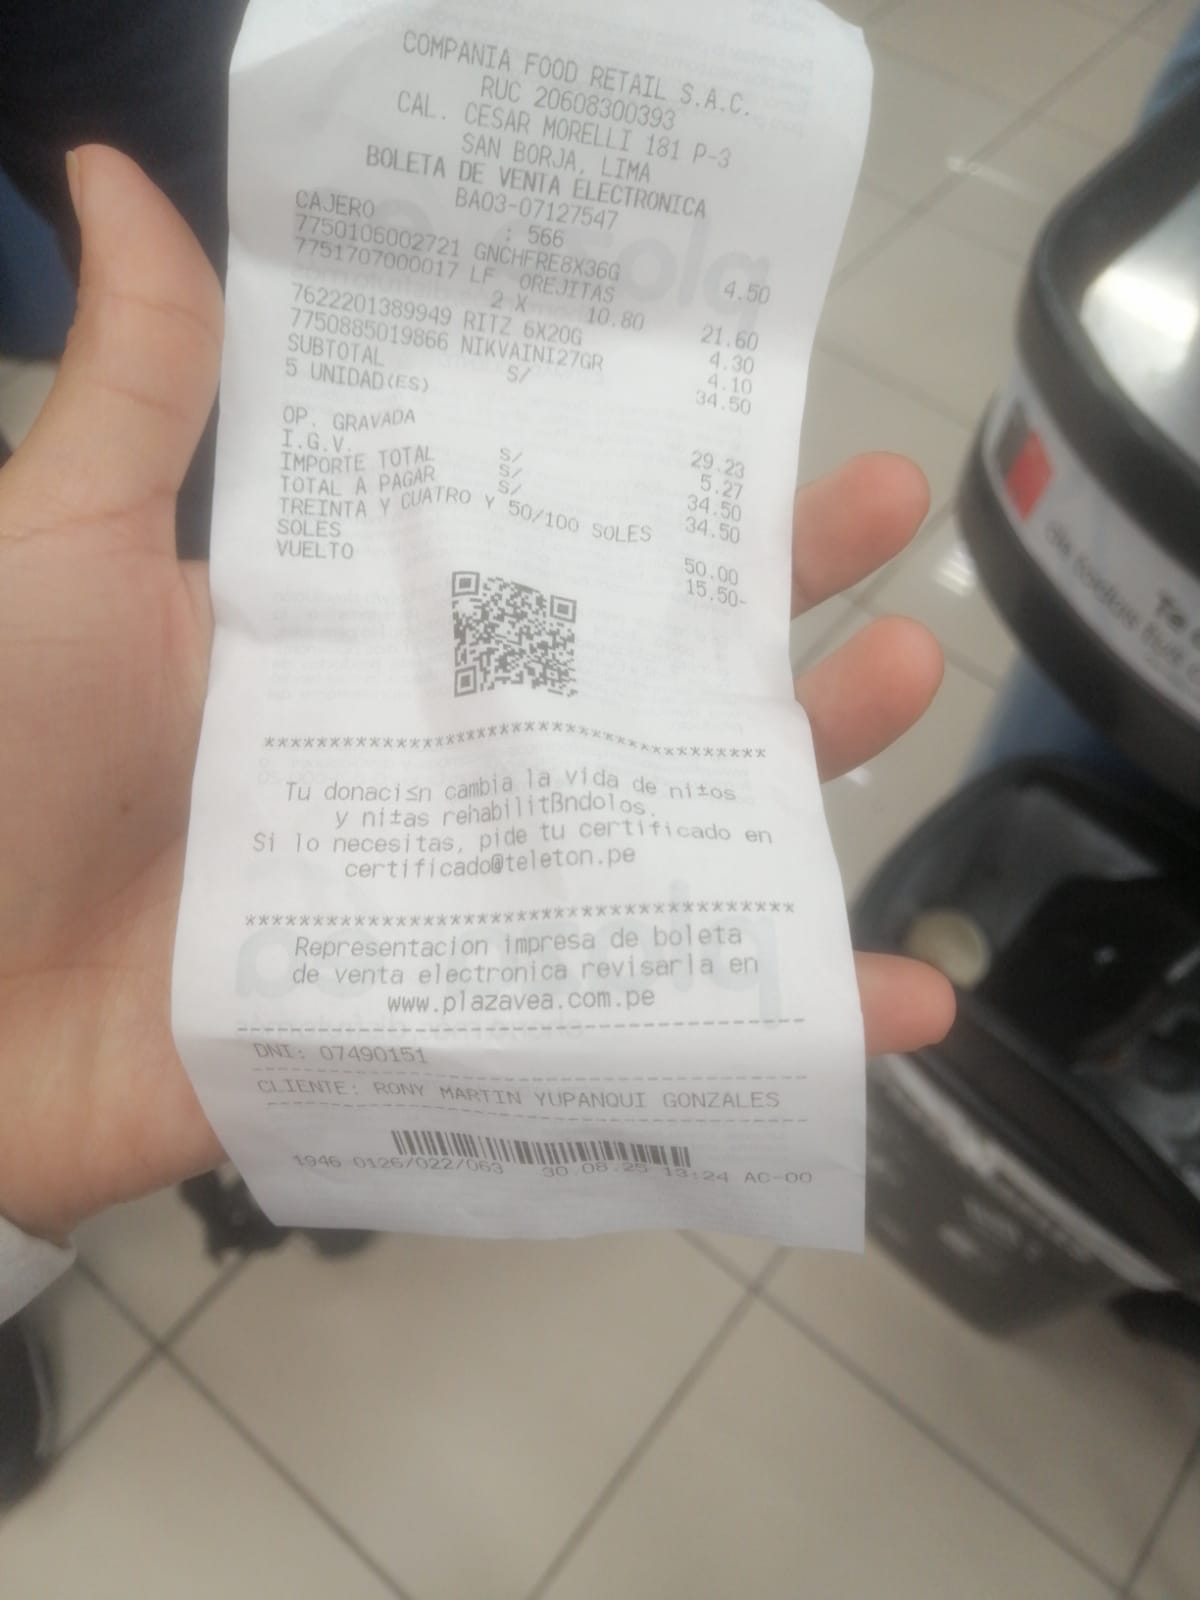 COMPANIA FOOD RETAIL S.A.C.
RUC 20608300393
CAL. CESAR MORELLI 181 P-3
SAN BORJA, LIMA
BOLETA DE VENTA ELECTRONICA
BA03-07127547
CAJERO : 566
7750106002721 GNCHFRE8X36G 4.50
7751707000017 LF OREJITAS
2 X 10.80 21.60
7622201389949 RITZ 6X20G 4.30
7750885019866 NIKVAINI27GR 4.10
SUBTOTAL S/ 34.50
5 UNIDAD(ES)
OP. GRAVADA S/ 29.23
I.G.V. S/ 5.27
IMPORTE TOTAL S/ 34.50
TOTAL A PAGAR 34.50
TREINTA Y CUATRO Y 50/100 SOLES
SOLES 50.00
VUELTO 15.50-
***************************************
Tu donaci≤n cambia la vida de ni±os
y ni±as rehabilitßndolos.
Si lo necesitas, pide tu certificado en
certificado@teleton.pe
***************************************
Representacion impresa de boleta
de venta electronica revisarla en
www.plazavea.com.pe
DNI: 07490151
CLIENTE: RONY MARTIN YUPANQUI GONZALES
1946 0126/022/063 30.08.25 13:24 AC-00